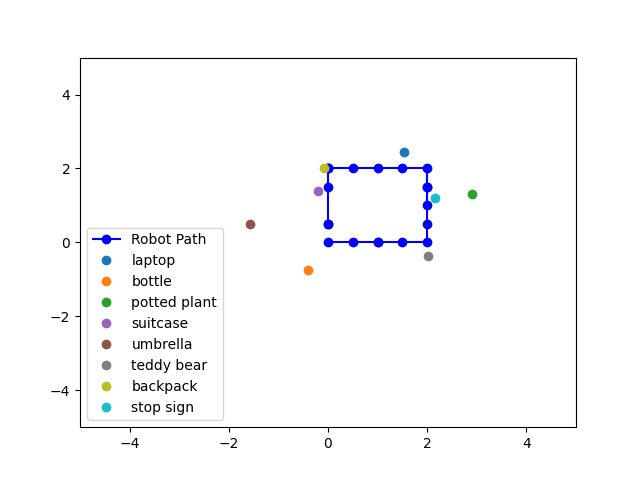 4
2
0
−2
−4
Robot Path
laptop
bottle
potted plant
suitcase
umbrella
teddy bear
backpack
stop sign
−4 −2 0 2 4